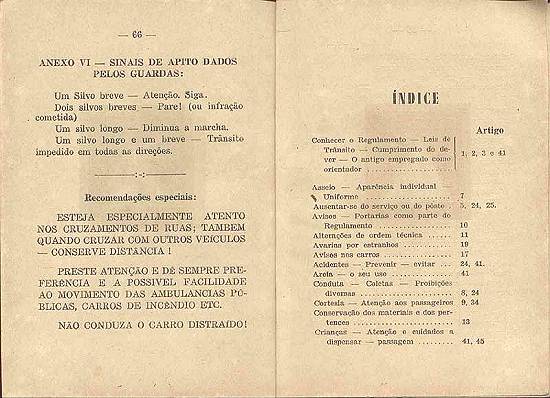 — 66 —
ANEXO VI — SINAIS DE APITO DADOS
PELOS GUARDAS:
Um Silvo breve — Atenção. Siga.
Dois silvos breves — Pare! (ou infração
cometida)
Um silvo longo — Diminua a marcha.
Um silvo longo e um breve — Trânsito
impedido em todas as direções.
Recomendações especiais:
ESTEJA ESPECIALMENTE ATENTO
NOS CRUZAMENTOS DE RUAS; TAMBEM
QUANDO CRUZAR COM OUTROS VEÍCULOS
— CONSERVE DISTÂNCIA !
PRESTE ATENÇÃO E DÊ SEMPRE PRE-
FERÊNCIA E A POSSIVEL FACILIDADE
AO MOVIMENTO DAS AMBULANCIAS PÚ-
BLICAS, CARROS DE INCÊNDIO ETC.
NÃO CONDUZA O CARRO DISTRAÍDO!
ÍNDICE
Artigo
Conhecer o Regulamento — Leis de
Trânsito — Cumprimento do de-
ver — O antigo empregado como
orientador ........ 1, 2, 3 e 41
Asseio — Aparência individual
Uniforme ........ 7
Ausentar-se do serviço ou de pôsto . 5, 24, 25.
Avisos — Portarias como parte do
Regulamento ........ 10
Alterações de ordem técnica ........ 11
Avarias por estranhos ........ 19
Avisos nos carros ........ 17
Acidentes — Prevenir — evitar ... 24, 41.
Areia — o seu uso ........ 41
Conduta — Coletas — Proibições
diversas ........ 8, 24
Cortesia — Atenção aos passageiros 9, 34
Conservação dos materiais e dos per-
tences ........ 13
Crianças — Atenção e cuidados a
dispensar — passagem ........ 41, 45